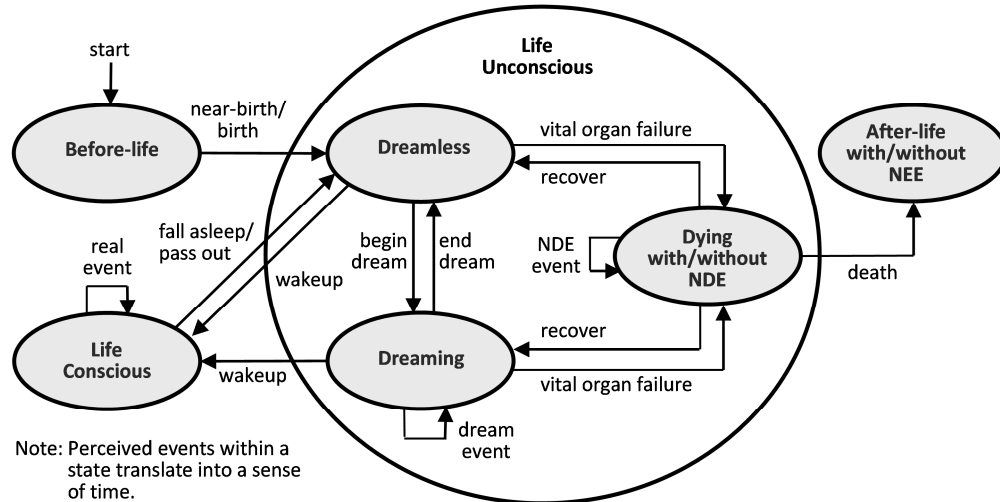 start
Life
Unconscious
near-birth/
birth
Before-life
Dreamless
vital organ failure
recover
After-life
with/without
NEE
fall asleep/
pass out
begin
dream
end
dream
NDE
event
Dying
with/without
NDE
death
real
event
wakeup
Life
Conscious
wakeup
Dreaming
recover
vital organ failure
dream
event
Note: Perceived events within a
state translate into a sense
of time.